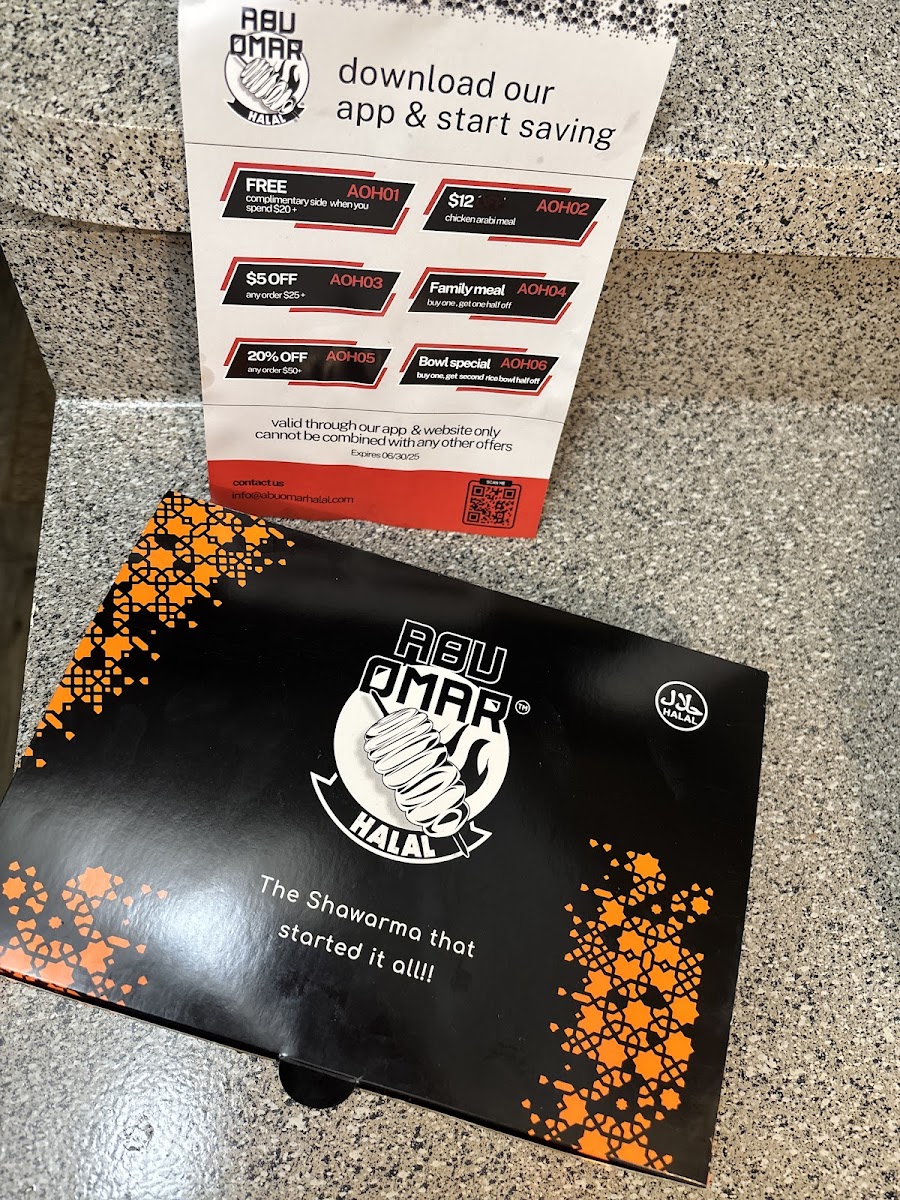 ABU
OMAR
HALAL
download our
app & start saving
FREE AOH01
complimentary side when you
spend $20+
$12 AOH02
chicken arabi meal
$5 OFF AOH03
any order $25+
Family meal AOH04
buy one, get one half off
20% OFF AOH05
any order $50+
Bowl special AOH06
buy one, get second rice bowl half off
valid through our app & website only
cannot be combined with any other offers
Expires 06/30/25
contact us
info@abuomarhalal.com
SCAN ME
ABU
OMAR™
HALAL
حلال
HALAL
The Shawarma that
started it all!!